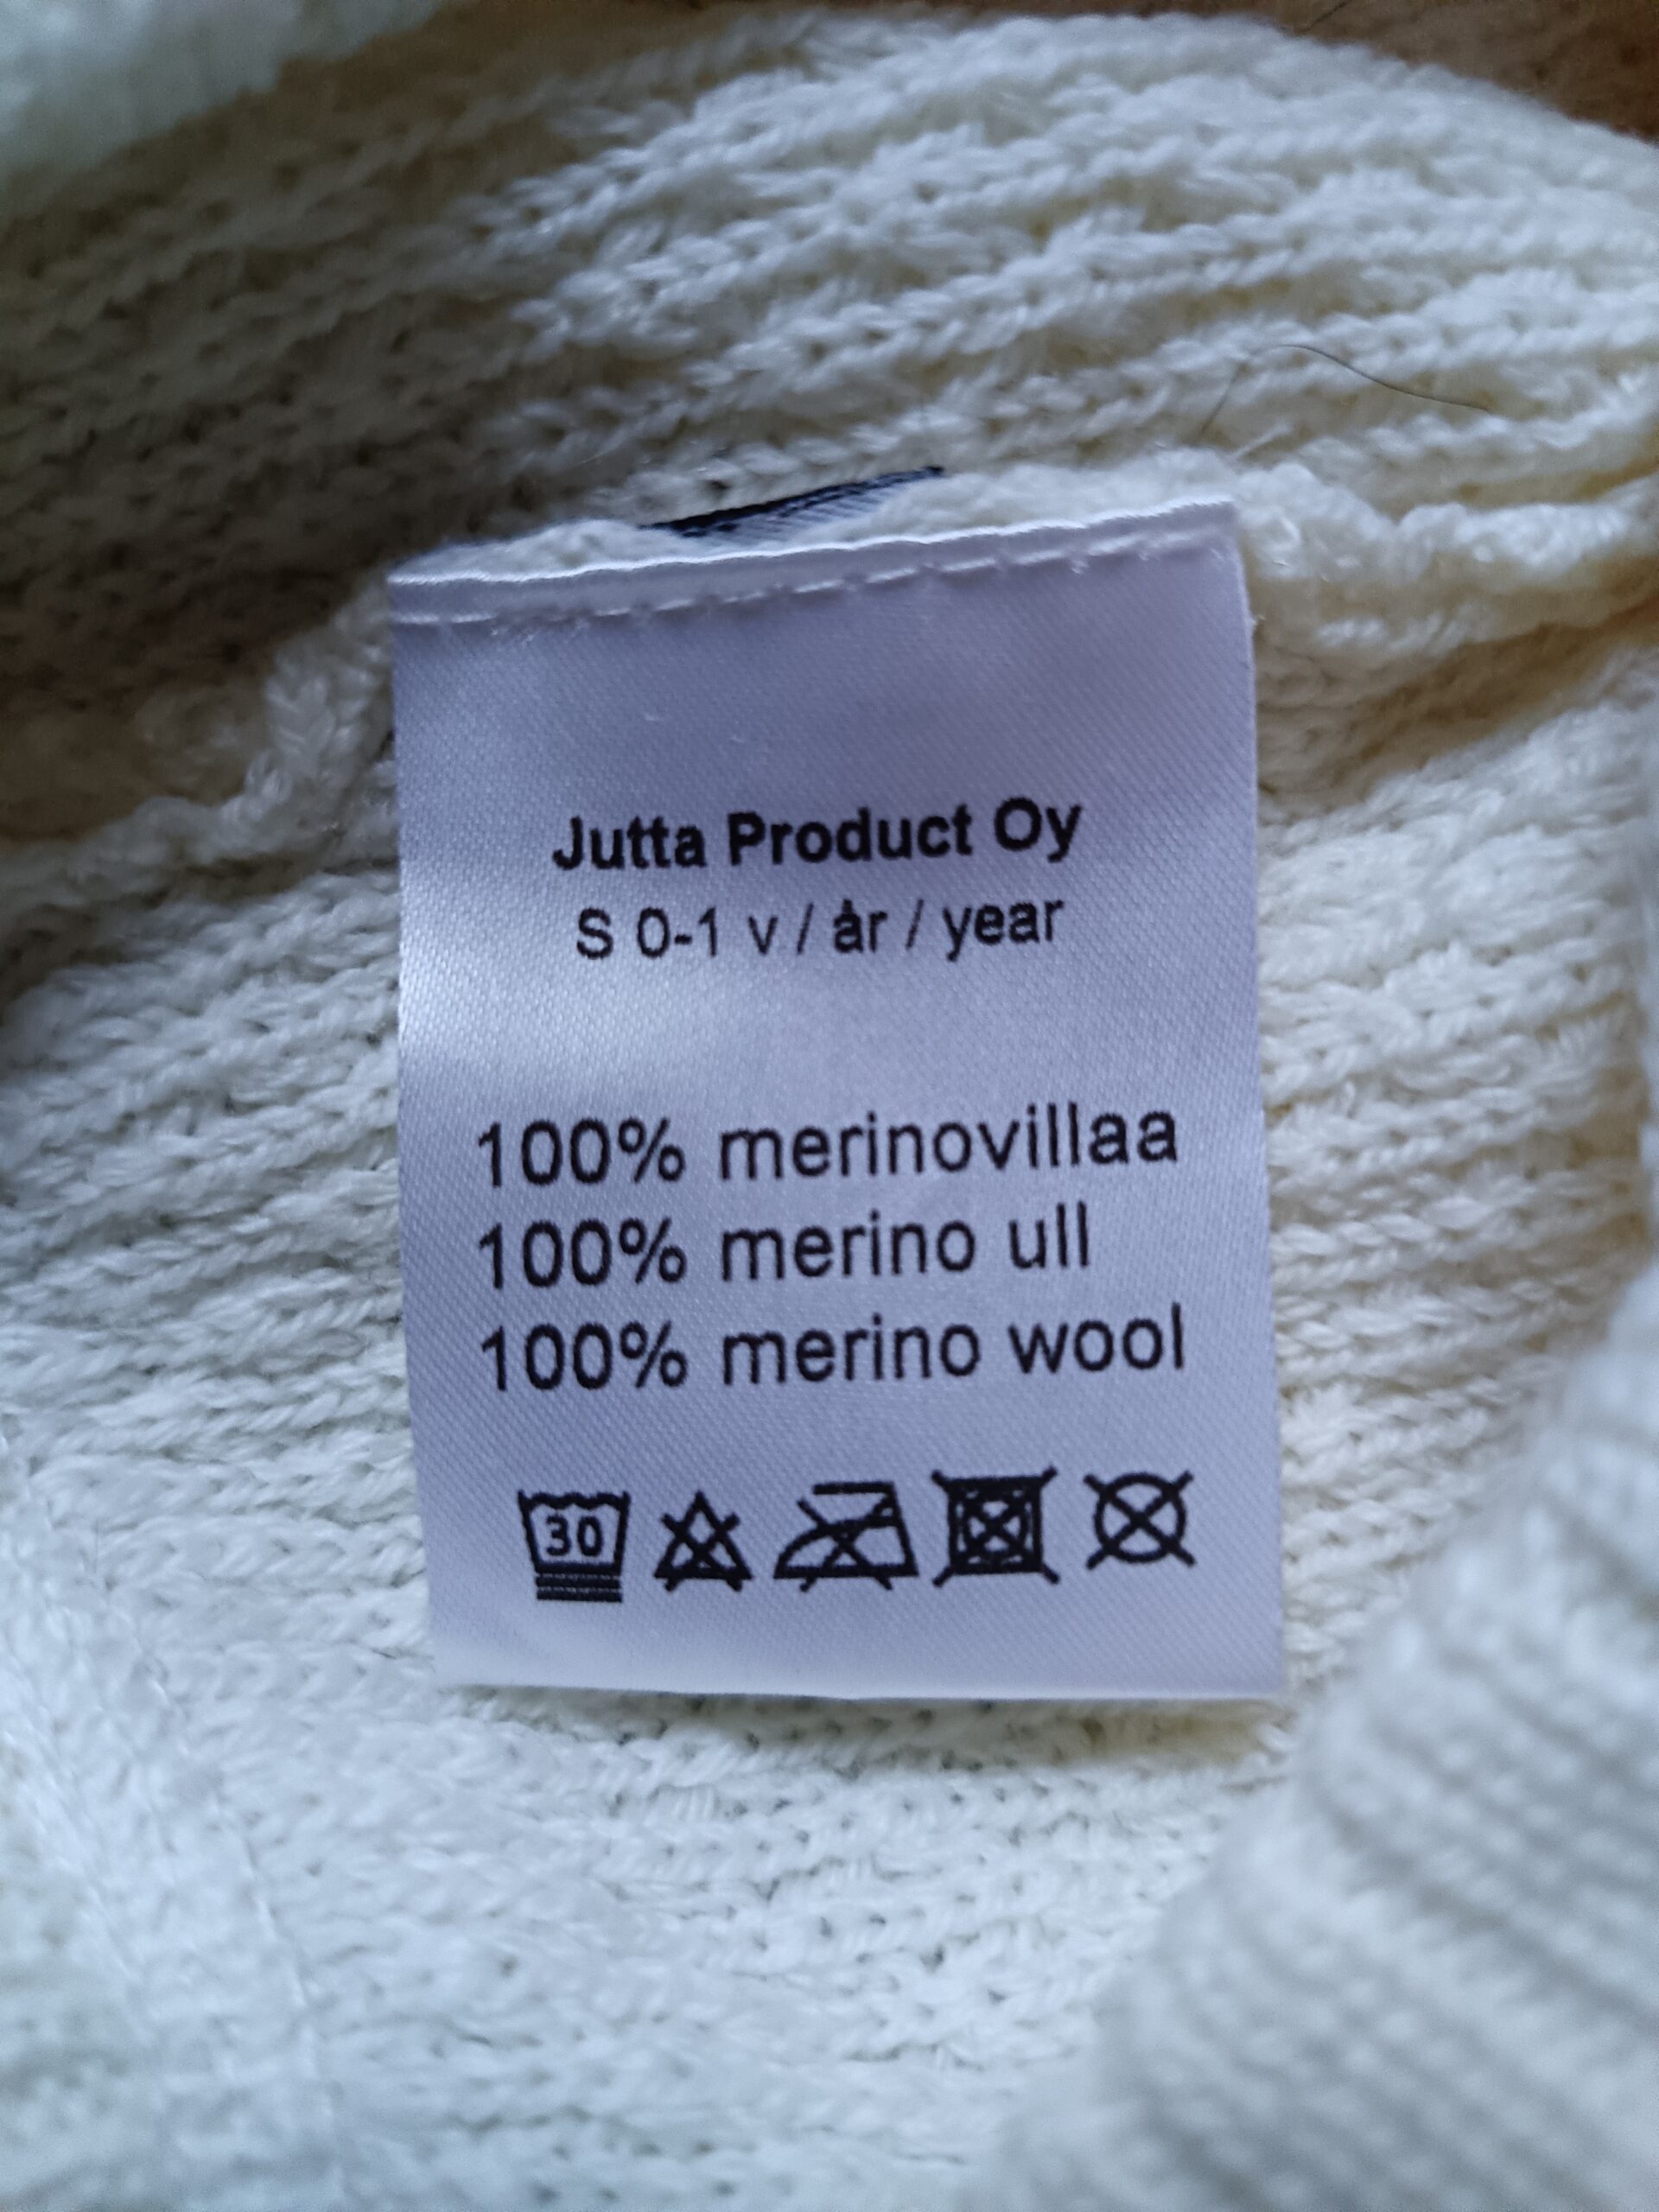 Jutta Product Oy
S 0-1 v / år / year
100% merinovillaa
100% merino ull
100% merino wool
30